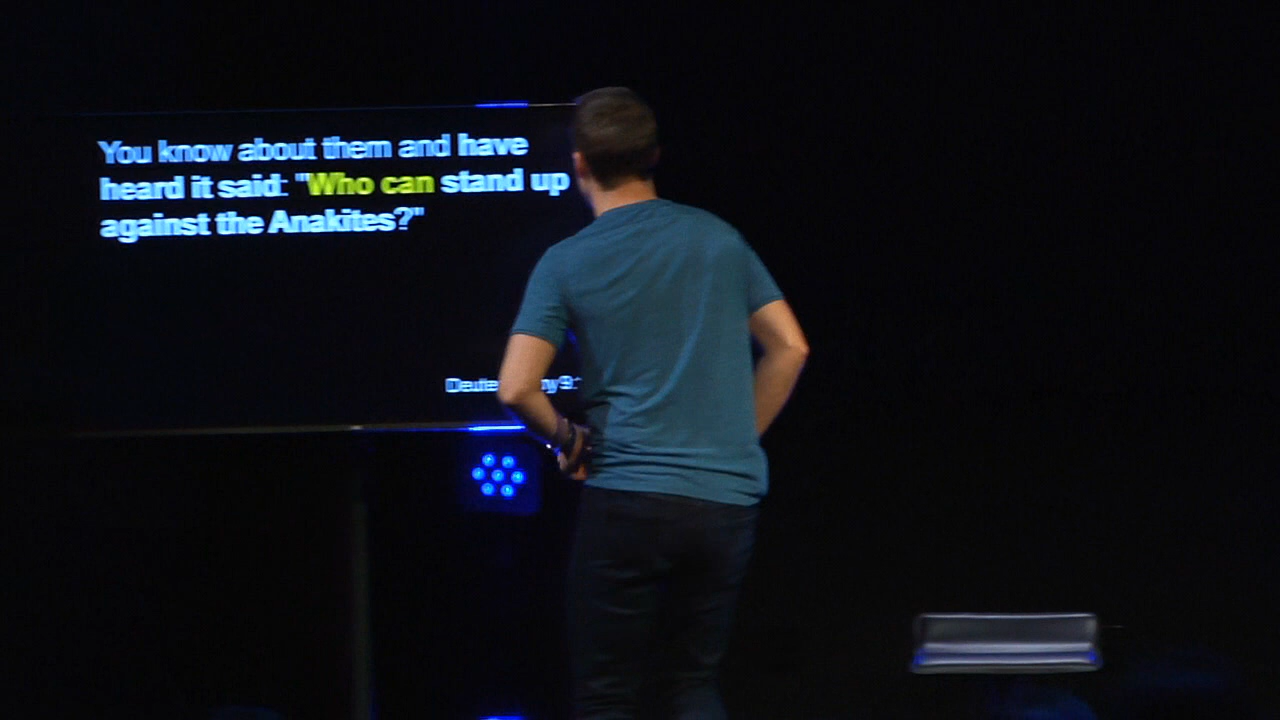 You know about them and have
heard it said: "Who can stand up
against the Anakites?"